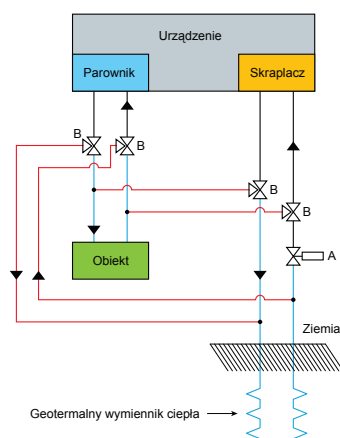 Urządzenie
Parownik
Skraplacz
B
B
B
B
A
Obiekt
Ziemia
Geotermalny wymiennik ciepła